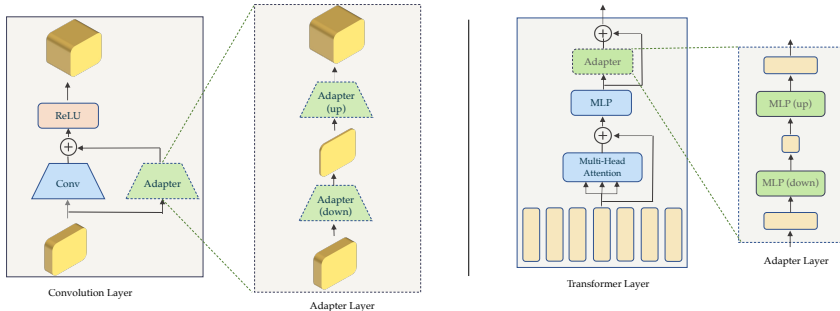 ReLU
Conv
Adapter
Convolution Layer
Adapter
(up)
Adapter
(down)
Adapter Layer
Adapter
MLP
Multi-Head
Attention
Transformer Layer
MLP (up)
MLP (down)
Adapter Layer